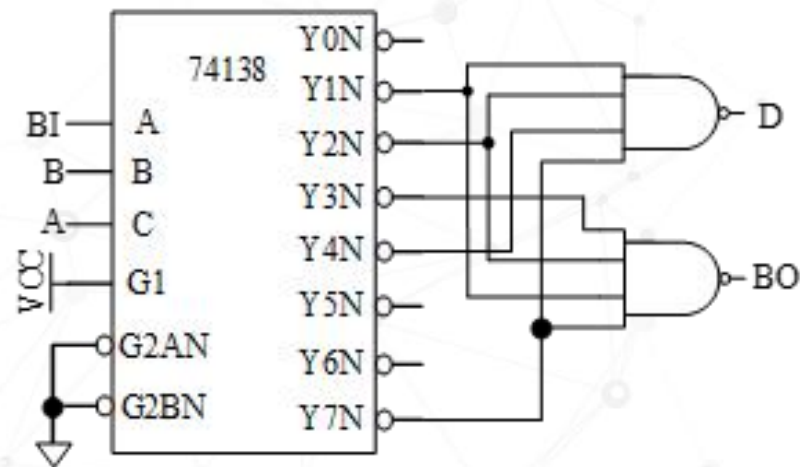 74138
Y0N
Y1N
Y2N
Y3N
Y4N
Y5N
Y6N
Y7N
BI
A
B
B
A
C
VCC
G1
G2AN
G2BN
D
BO